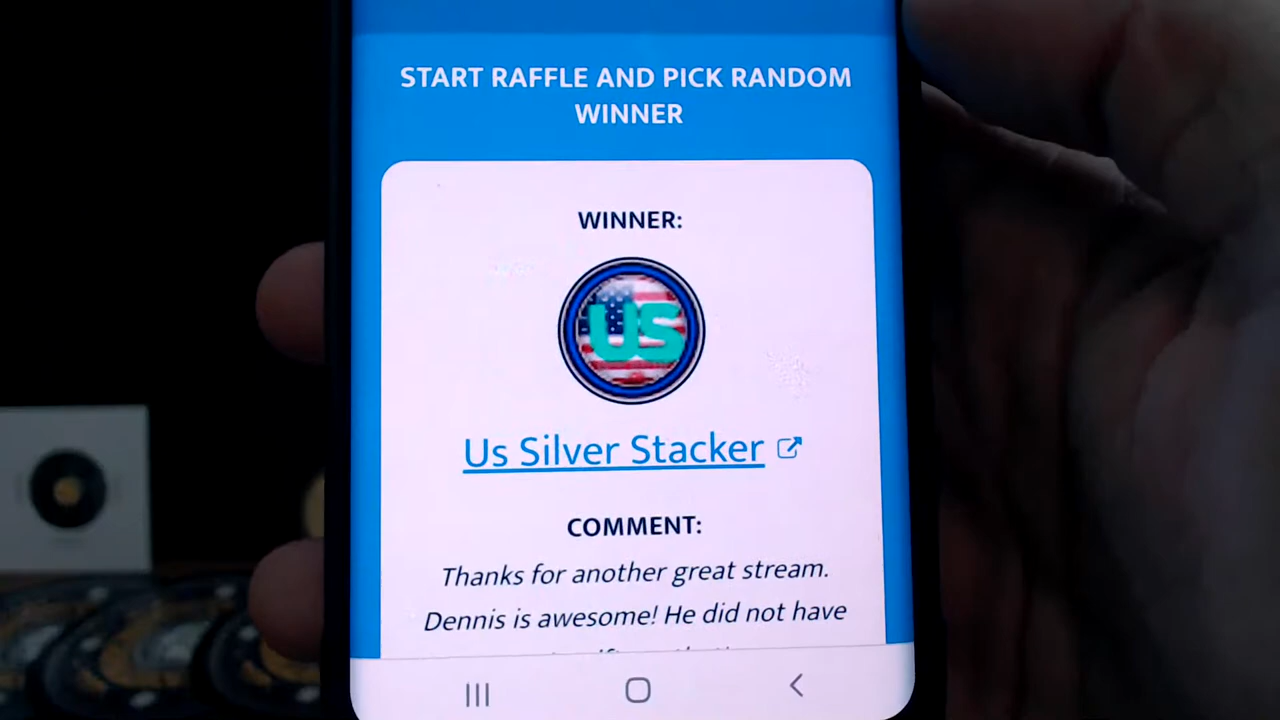 START RAFFLE AND PICK RANDOM
WINNER
WINNER:
US
Us Silver Stacker
COMMENT:
Thanks for another great stream.
Dennis is awesome! He did not have